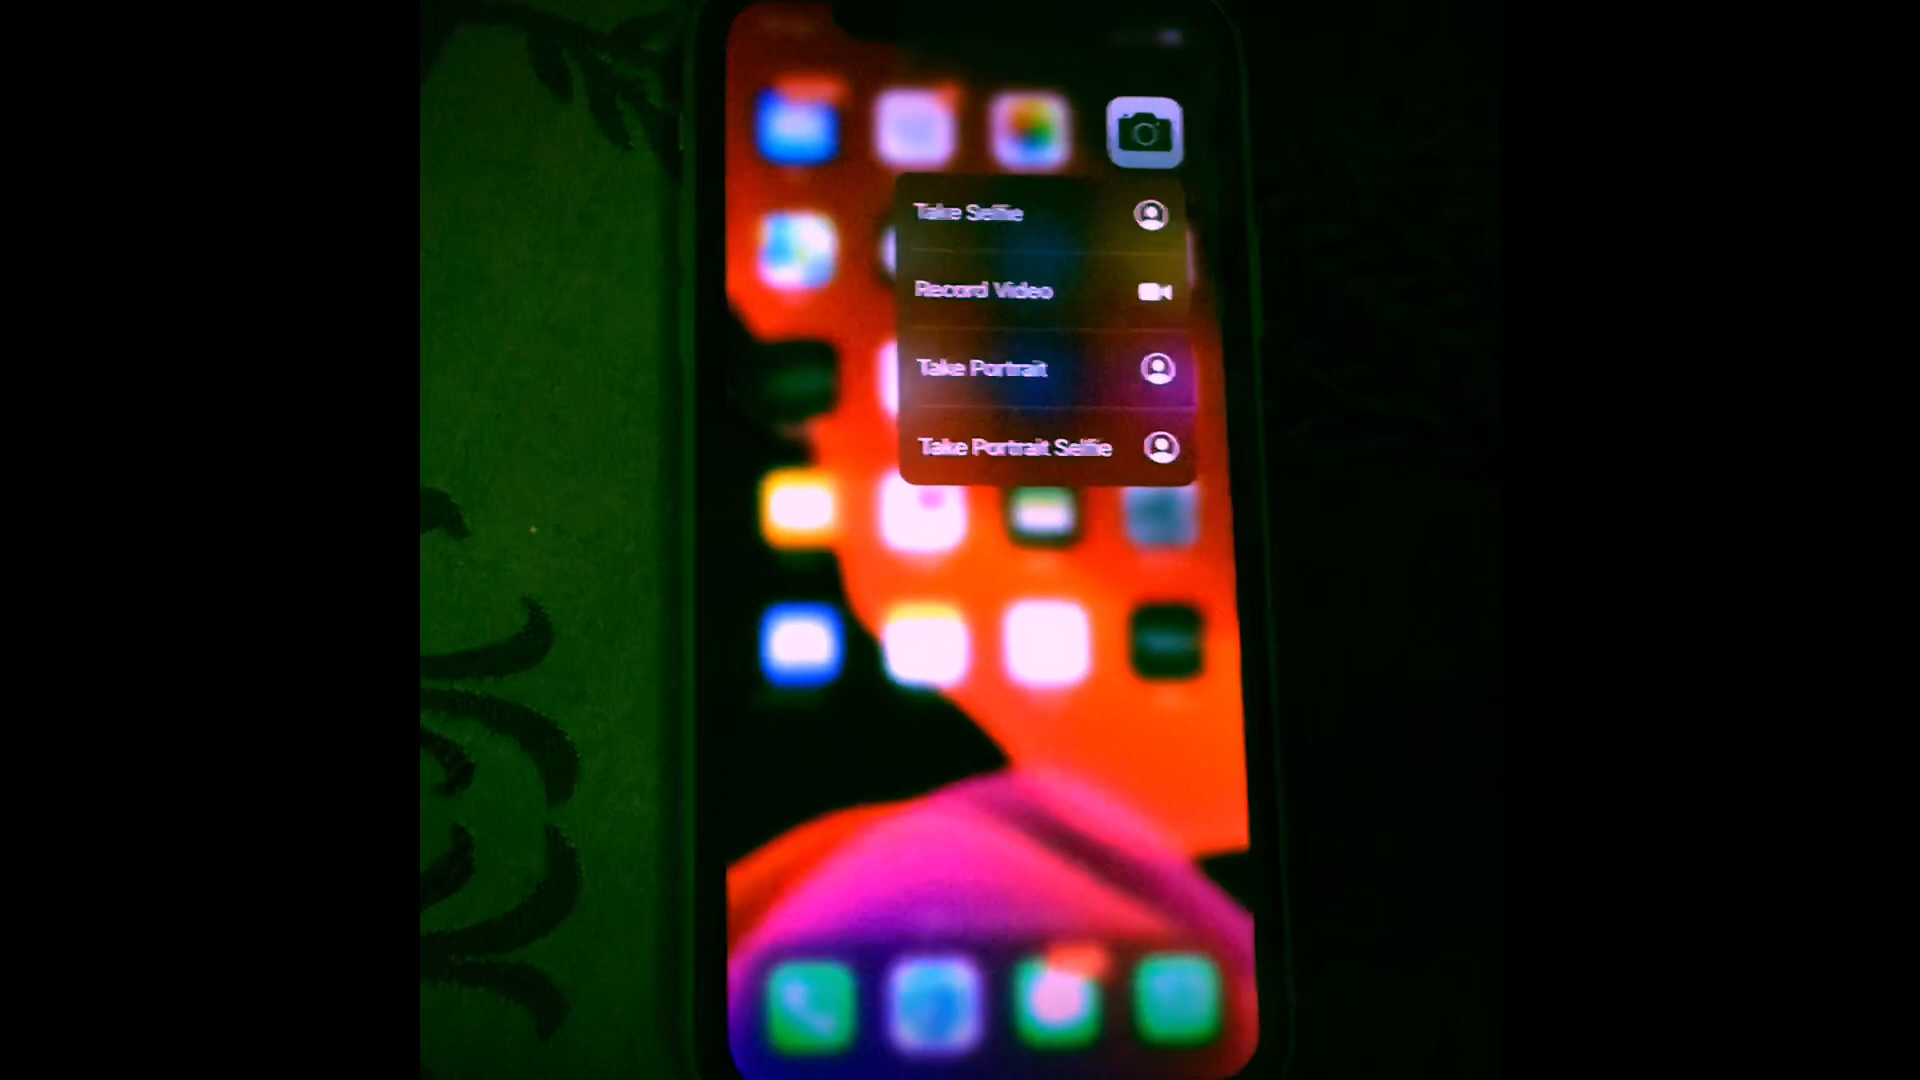 Take Selfie
Record Video
Take Portrait
Take Portrait Selfie